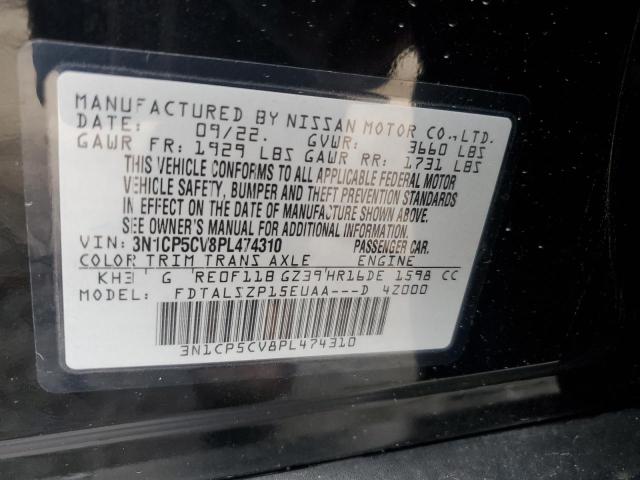 MANUFACTURED BY NISSAN MOTOR CO.,LTD.
DATE: 09/22. GVWR: 3660 LBS
GAWR FR: 1929 LBS GAWR RR: 1731 LBS
THIS VEHICLE CONFORMS TO ALL APPLICABLE FEDERAL MOTOR
VEHICLE SAFETY, BUMPER AND THEFT PREVENTION STANDARDS
IN EFFECT ON THE DATE OF MANUFACTURE SHOWN ABOVE.
SEE OWNER'S MANUAL FOR ADDITIONAL INFORMATION.
VIN: 3N1CP5CV8PL474310 PASSENGER CAR.
COLOR TRIM TRANS AXLE ENGINE
KH3 G RE0F11B GZ39 HR16DE 1598 CC
MODEL: FDTALSZP15EUAA---D 4Z000
3N1CP5CV8PL474310